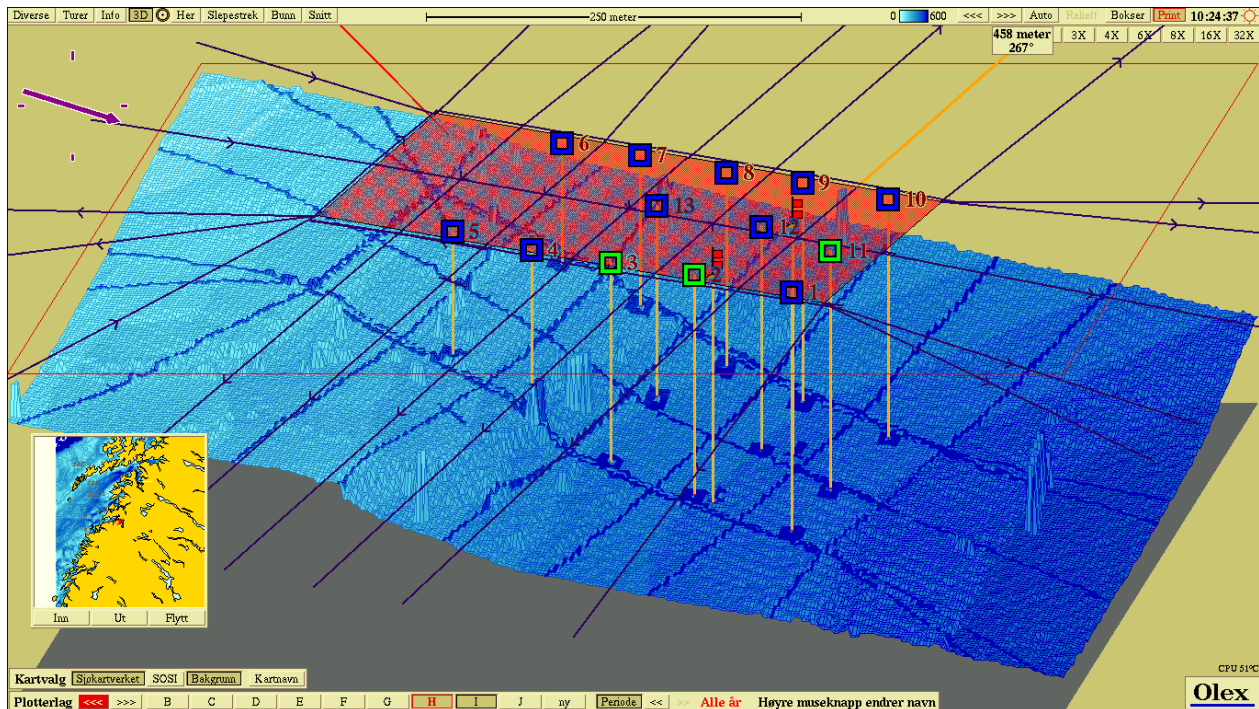 Diverse Turer Info 3D Her Slepestrek Bunn Snitt 250 meter 0 600 <<< >>> Auto Relieff Bokser Print 10:24:37
458 meter 3X 4X 6X 8X 16X 32X
267°
6
7
8
9
10
13
12
11
5
4
3
2
1
Inn Ut Flytt
CPU 51°C
Kartvalg Sjøkartverket SOSI Bakgrunn Kartnavn
Olex
Plotterlag <<< >>> B C D E F G H I J ny Periode << >> Alle år Høyre museknapp endrer navn